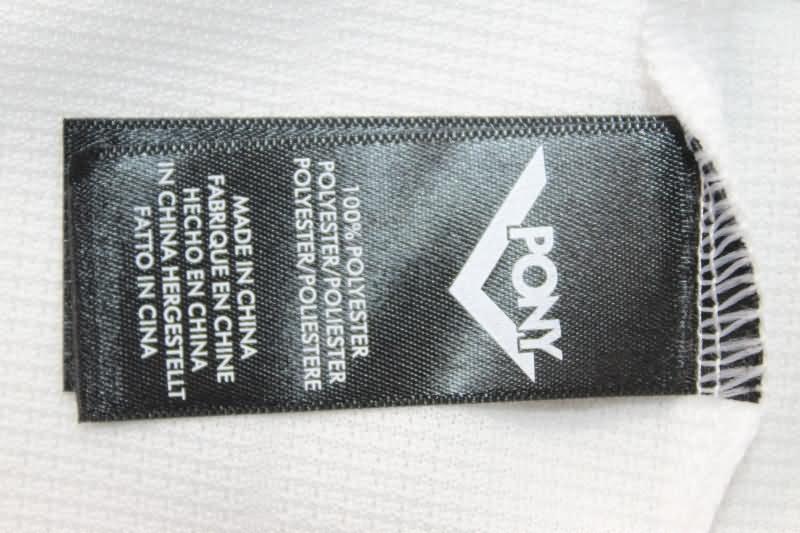 PONY
100% POLYESTER
POLYESTER/POLIESTER
POLYESTER/POLIESTERE
MADE IN CHINA
FABRIQUE EN CHINE
HECHO EN CHINA
IN CHINA HERGESTELLT
FATTO IN CINA